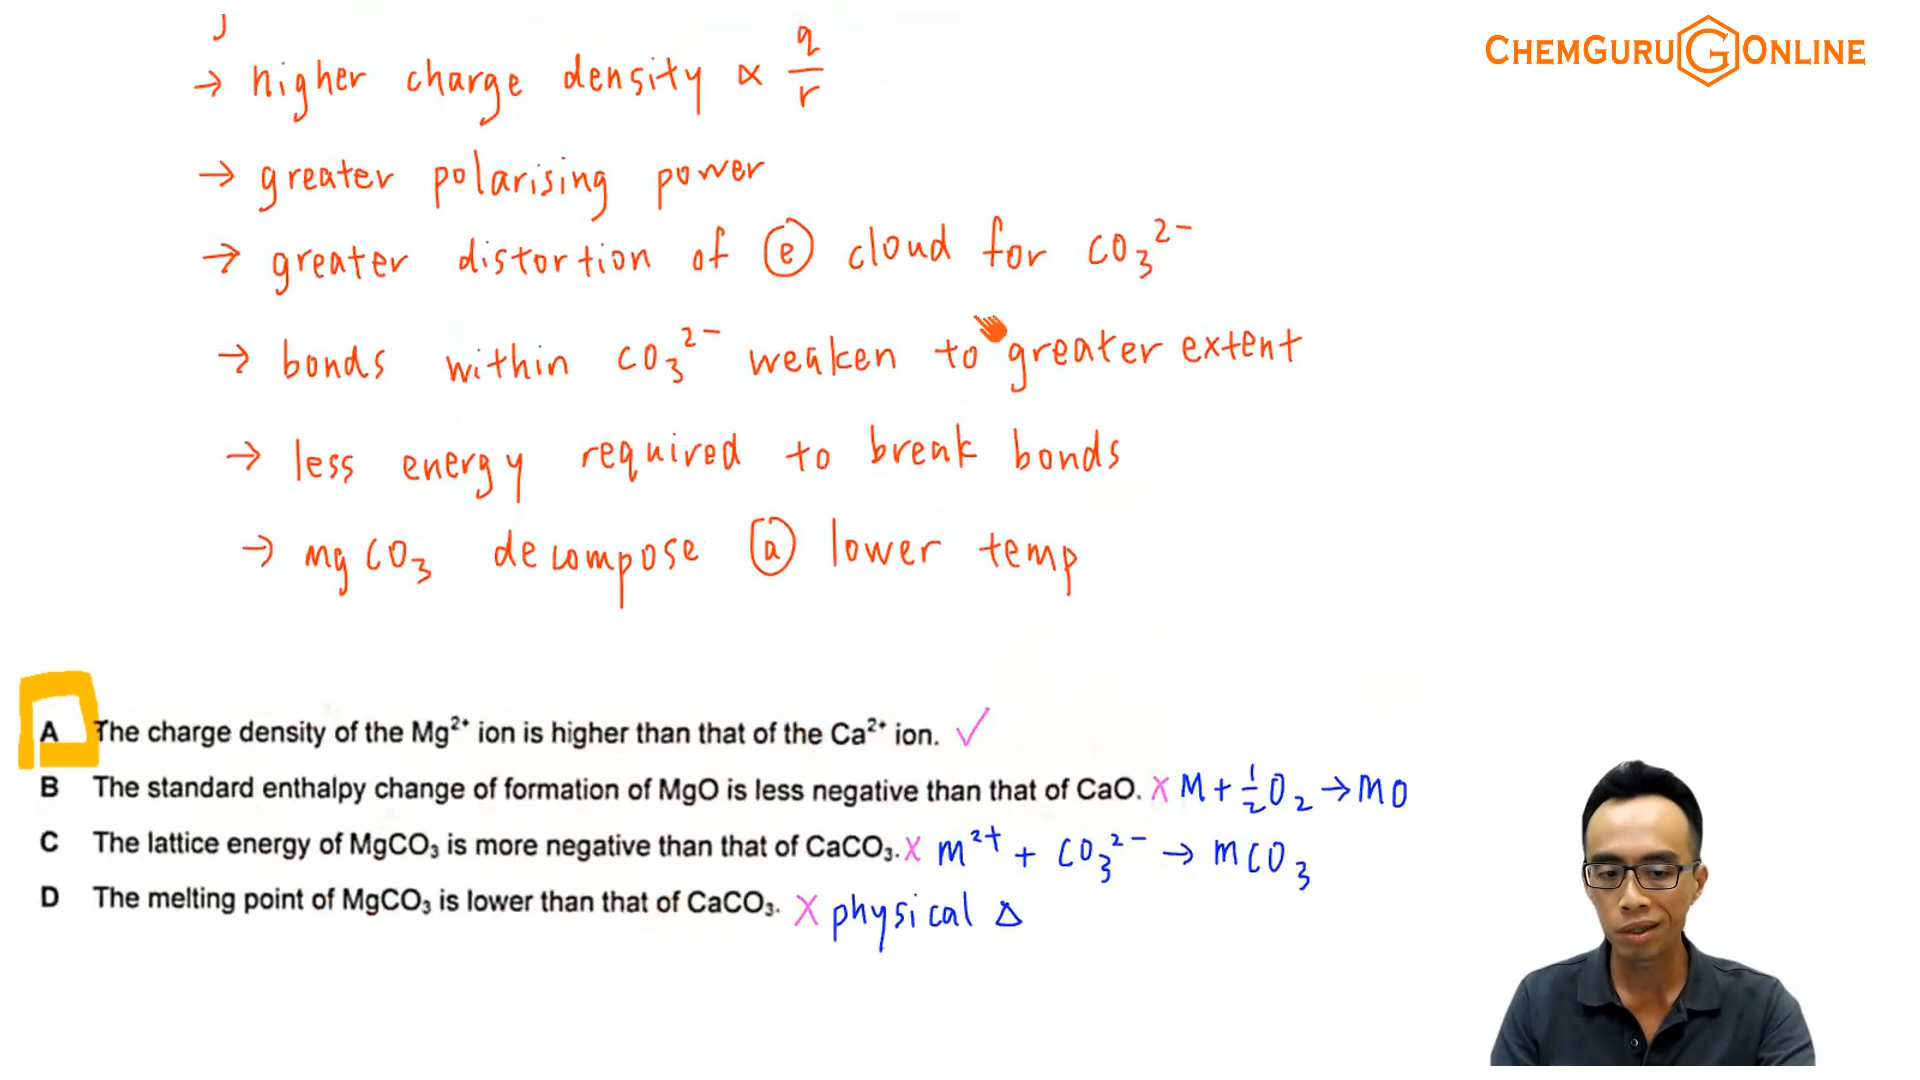 CHEMGURU G ONLINE
→ higher charge density ∝ q/r
→ greater polarising power
→ greater distortion of ⓔ cloud for CO₃²⁻
→ bonds within CO₃²⁻ weaken to greater extent
→ less energy required to break bonds
→ MgCO₃ decompose ⓐ lower temp
A The charge density of the Mg²⁺ ion is higher than that of the Ca²⁺ ion. ✓
B The standard enthalpy change of formation of MgO is less negative than that of CaO. X M + ½O₂ → MO
C The lattice energy of MgCO₃ is more negative than that of CaCO₃. X M²⁺ + CO₃²⁻ → MCO₃
D The melting point of MgCO₃ is lower than that of CaCO₃. X physical Δ